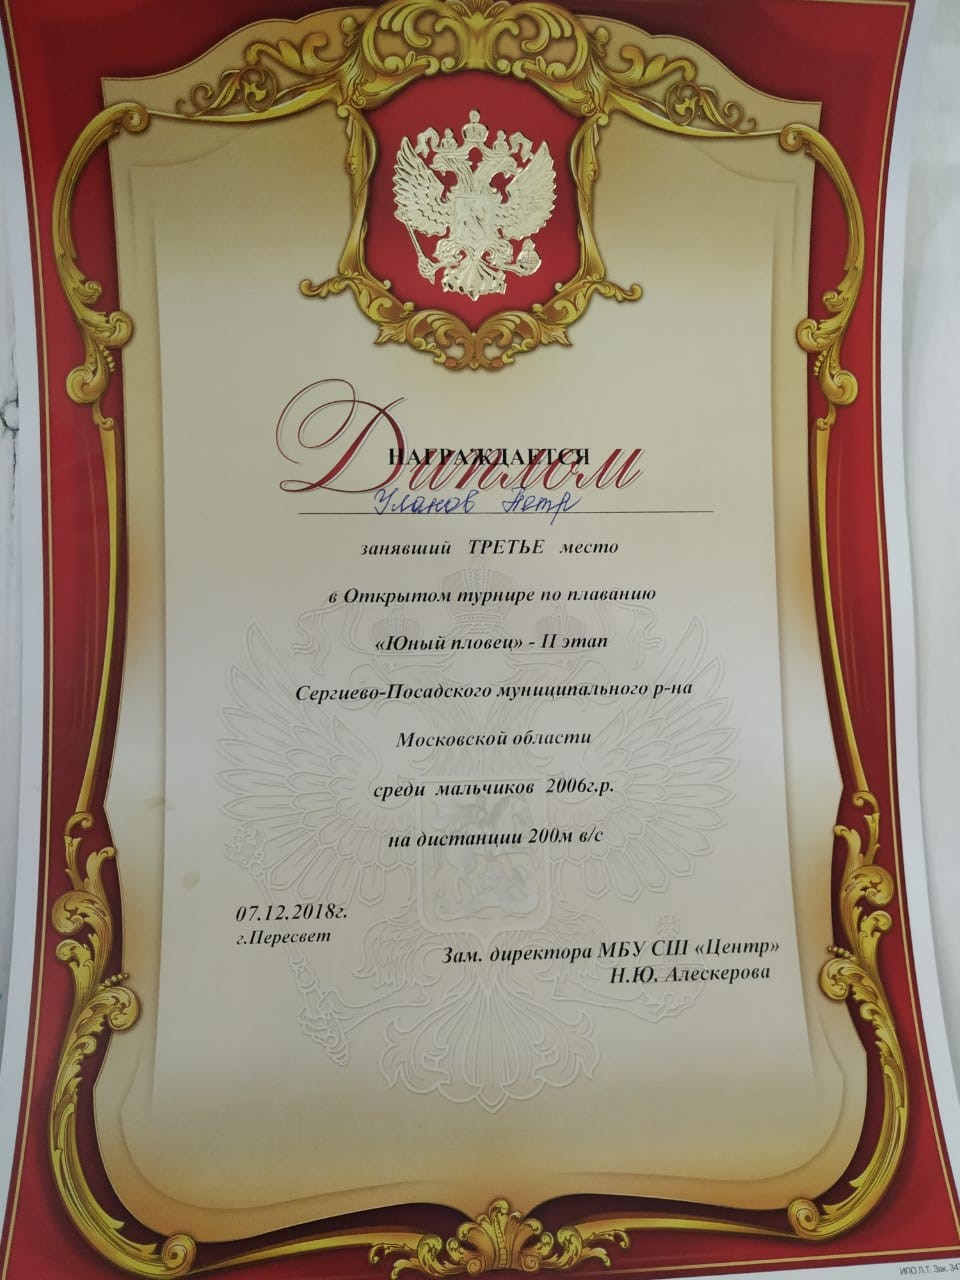 Диплом
НАГРАЖДАЕТСЯ
Уланов Петр
занявший ТРЕТЬЕ место
в Открытом турнире по плаванию
«Юный пловец» - II этап
Сергиево-Посадского муниципального р-на
Московской области
среди мальчиков 2006г.р.
на дистанции 200м в/с
07.12.2018г.
г.Пересвет
Зам. директора МБУ СШ «Центр»
Н.Ю. Алескерова